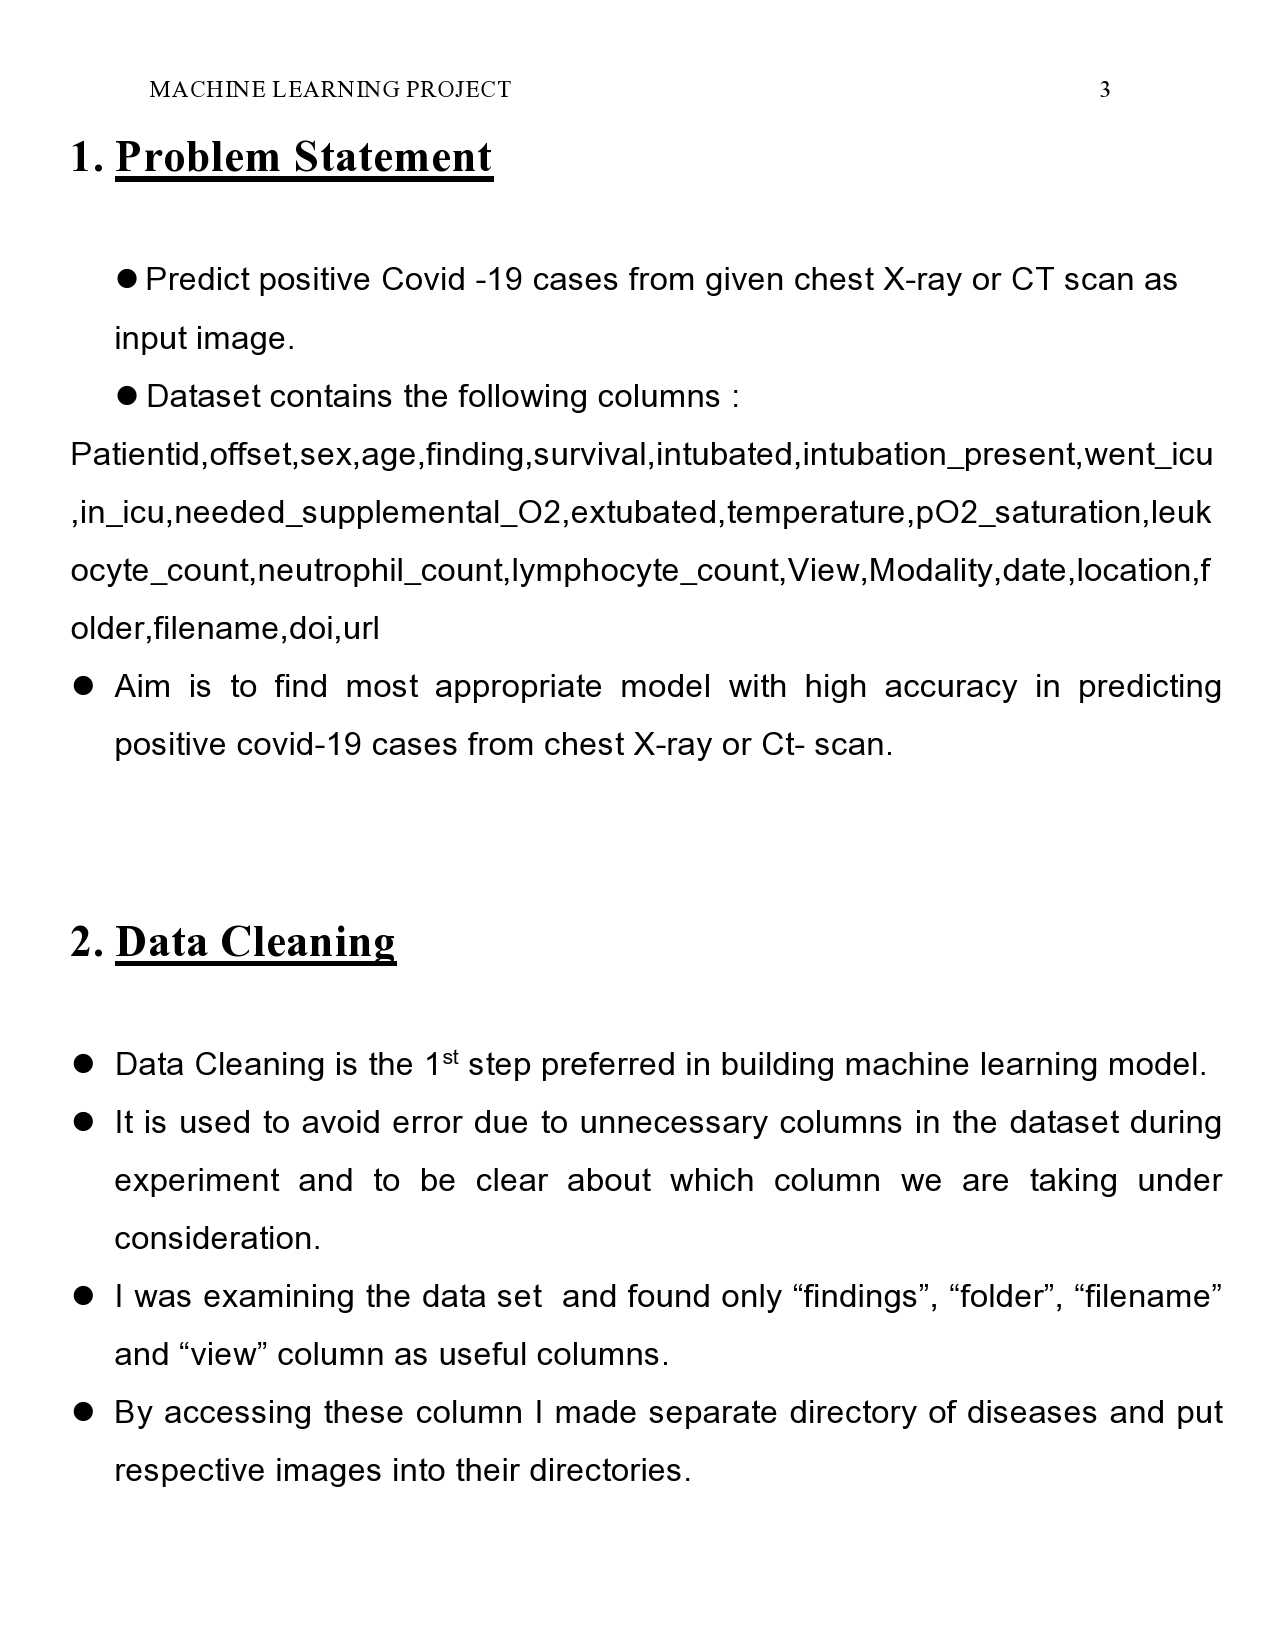 MACHINE LEARNING PROJECT 3
1. Problem Statement
● Predict positive Covid -19 cases from given chest X-ray or CT scan as
input image.
● Dataset contains the following columns :
Patientid,offset,sex,age,finding,survival,intubated,intubation_present,went_icu
,in_icu,needed_supplemental_O2,extubated,temperature,pO2_saturation,leuk
ocyte_count,neutrophil_count,lymphocyte_count,View,Modality,date,location,f
older,filename,doi,url
● Aim is to find most appropriate model with high accuracy in predicting
positive covid-19 cases from chest X-ray or Ct- scan.
2. Data Cleaning
● Data Cleaning is the 1st step preferred in building machine learning model.
● It is used to avoid error due to unnecessary columns in the dataset during
experiment and to be clear about which column we are taking under
consideration.
● I was examining the data set  and found only “findings”, “folder”, “filename”
and “view” column as useful columns.
● By accessing these column I made separate directory of diseases and put
respective images into their directories.